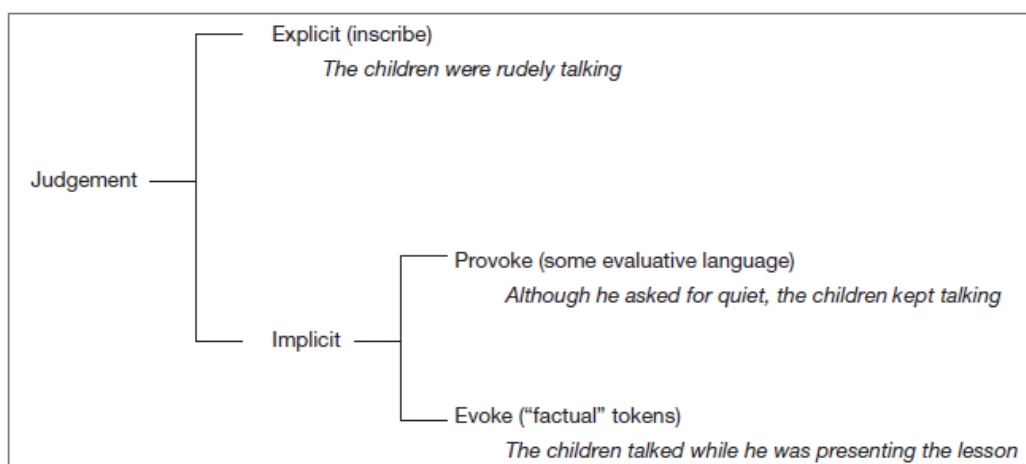 Explicit (inscribe)
The children were rudely talking
Judgement
Provoke (some evaluative language)
Although he asked for quiet, the children kept talking
Implicit
Evoke (“factual” tokens)
The children talked while he was presenting the lesson